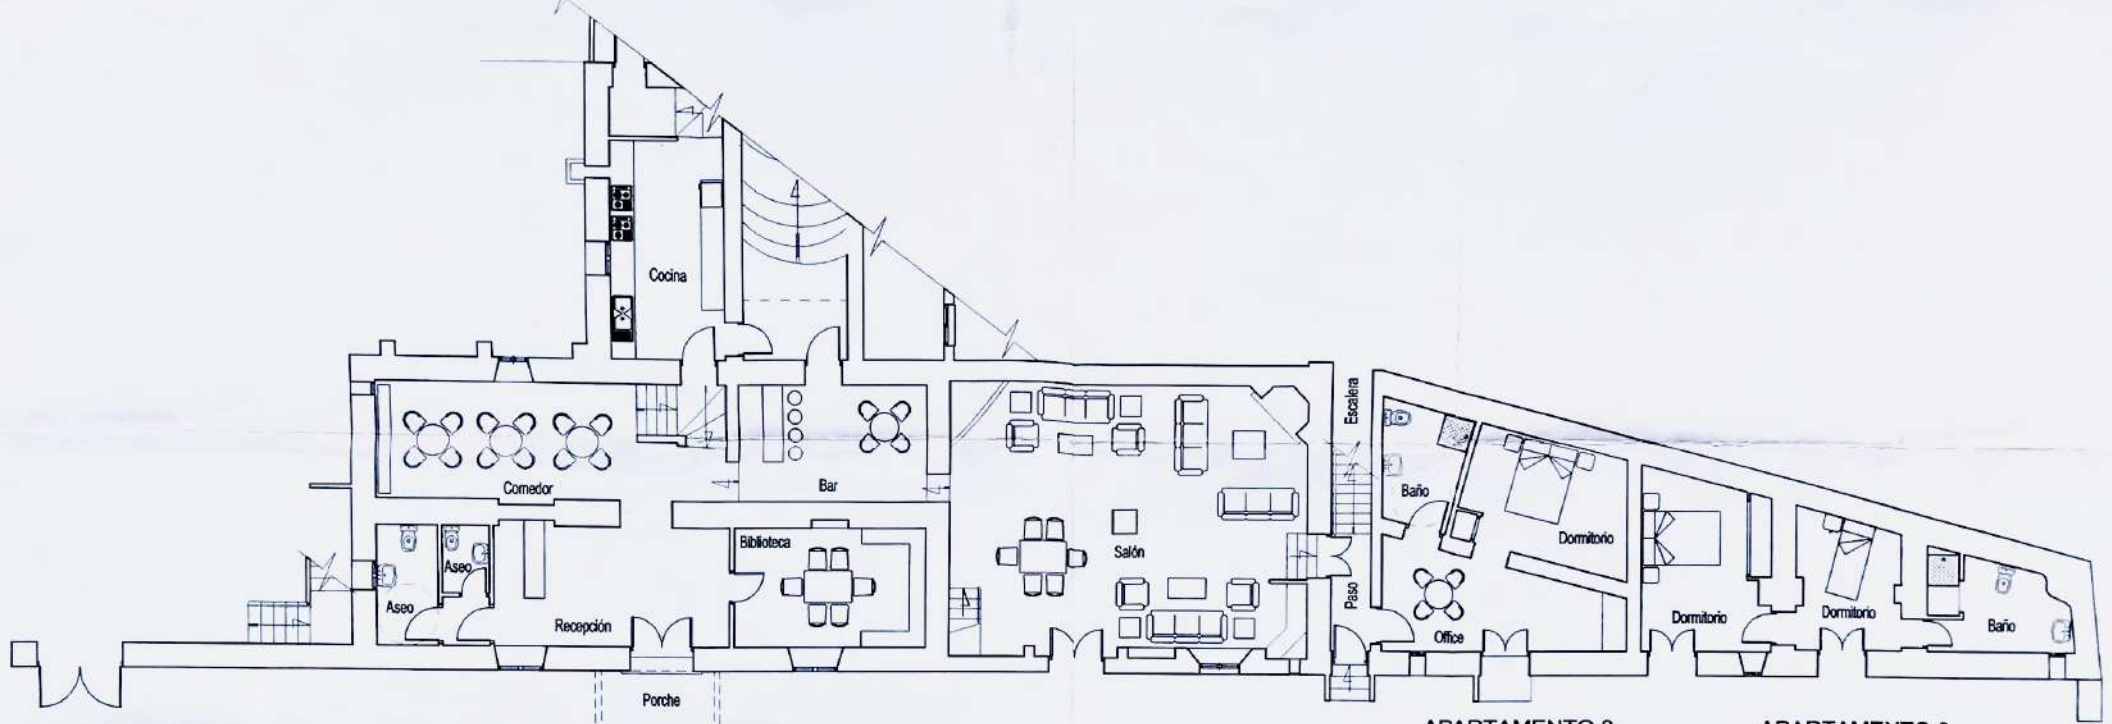 Cocina
Escalera
Comedor
Bar
Baño
Biblioteca
Salón
Dormitorio
Aseo
Aseo
Paso
Recepción
Office
Dormitorio
Dormitorio
Baño
Porche